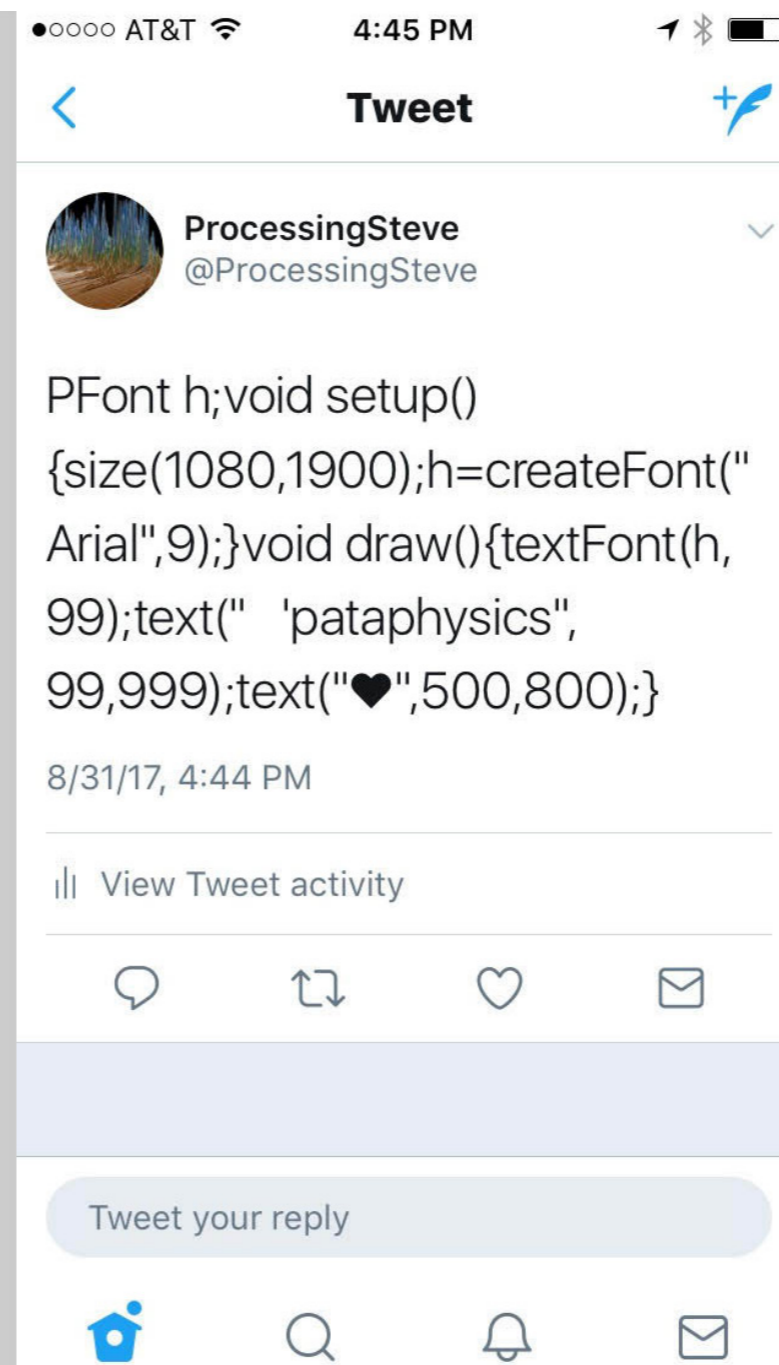 ●○○○○ AT&T 4:45 PM
Tweet
ProcessingSteve
@ProcessingSteve
PFont h;void setup()
{size(1080,1900);h=createFont("
Arial",9);}void draw(){textFont(h,
99);text("   'pataphysics",
99,999);text("♥",500,800);}
8/31/17, 4:44 PM
View Tweet activity
Tweet your reply